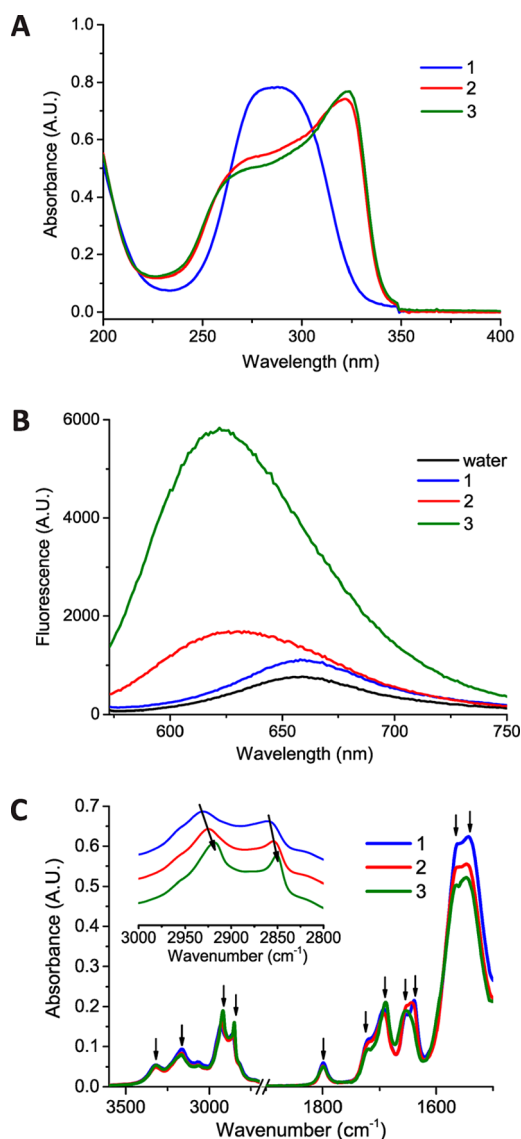 A
1.0
0.8
0.6
0.4
0.2
0.0
Absorbance (A.U.)
1
2
3
200 250 300 350 400
Wavelength (nm)
B
6000
4000
2000
0
Fluorescence (A.U.)
water
1
2
3
600 650 700 750
Wavelength (nm)
C
0.7
0.6
0.5
0.4
0.3
0.2
0.1
0.0
Absorbance (A.U.)
3000 2950 2900 2850 2800
Wavenumber (cm⁻¹)
1
2
3
3600 3000 1800 1600
Wavenumber (cm⁻¹)